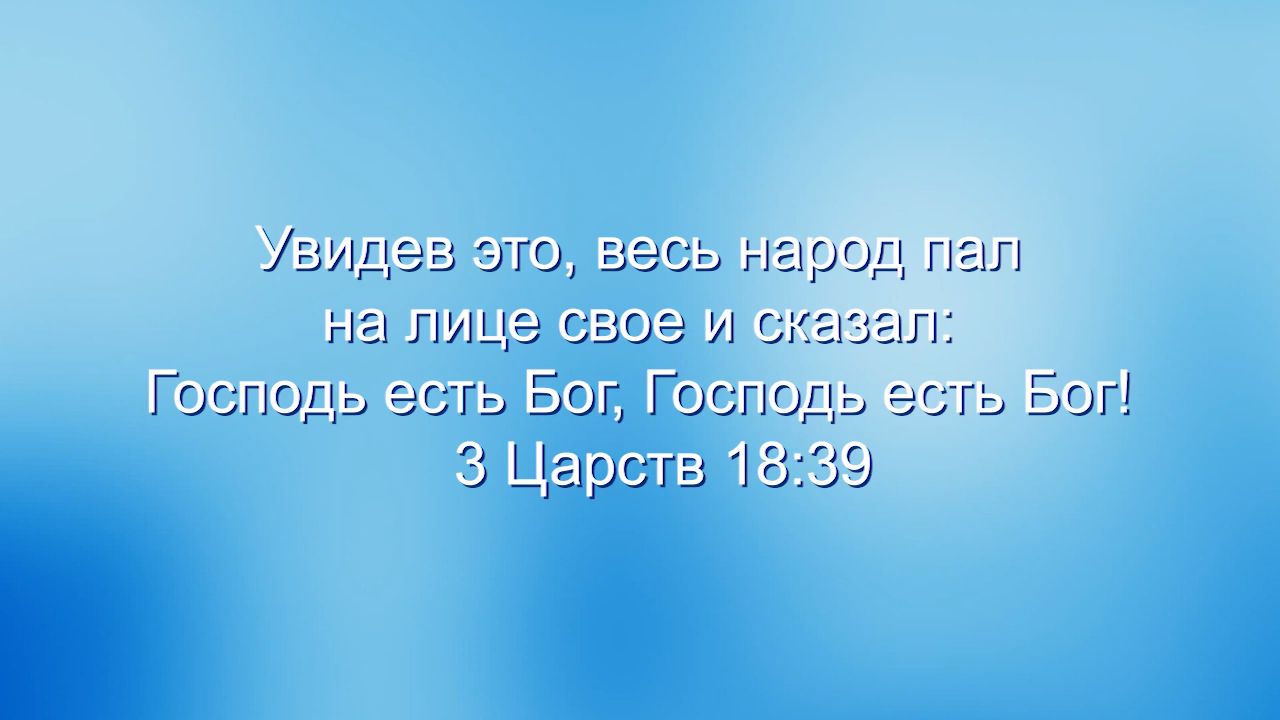 Увидев это, весь народ пал
на лице свое и сказал:
Господь есть Бог, Господь есть Бог!
3 Царств 18:39